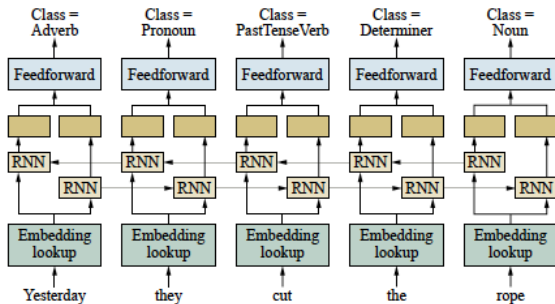 Class = Class = Class = Class = Class =
Adverb Pronoun PastTenseVerb Determiner Noun
Feedforward Feedforward Feedforward Feedforward Feedforward
RNN RNN RNN RNN RNN
RNN RNN RNN RNN RNN
Embedding Embedding Embedding Embedding Embedding
lookup lookup lookup lookup lookup
Yesterday they cut the rope